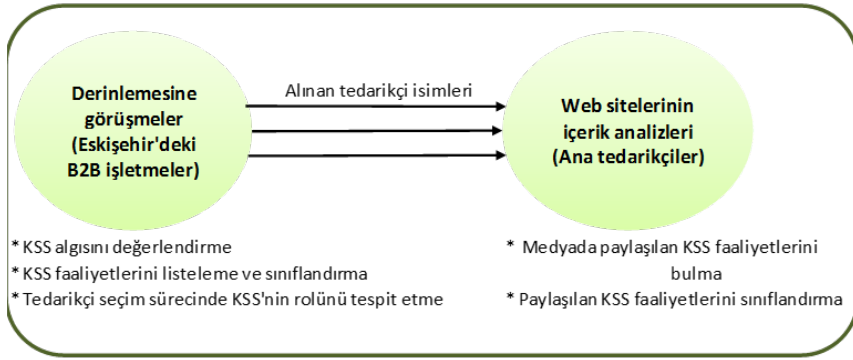 Derinlemesine
görüşmeler
(Eskişehir'deki
B2B işletmeler)
Alınan tedarikçi isimleri
Web sitelerinin
içerik analizleri
(Ana tedarikçiler)
* KSS algısını değerlendirme
* KSS faaliyetlerini listeleme ve sınıflandırma
* Tedarikçi seçim sürecinde KSS'nin rolünü tespit etme
* Medyada paylaşılan KSS faaliyetlerini
bulma
* Paylaşılan KSS faaliyetlerini sınıflandırma